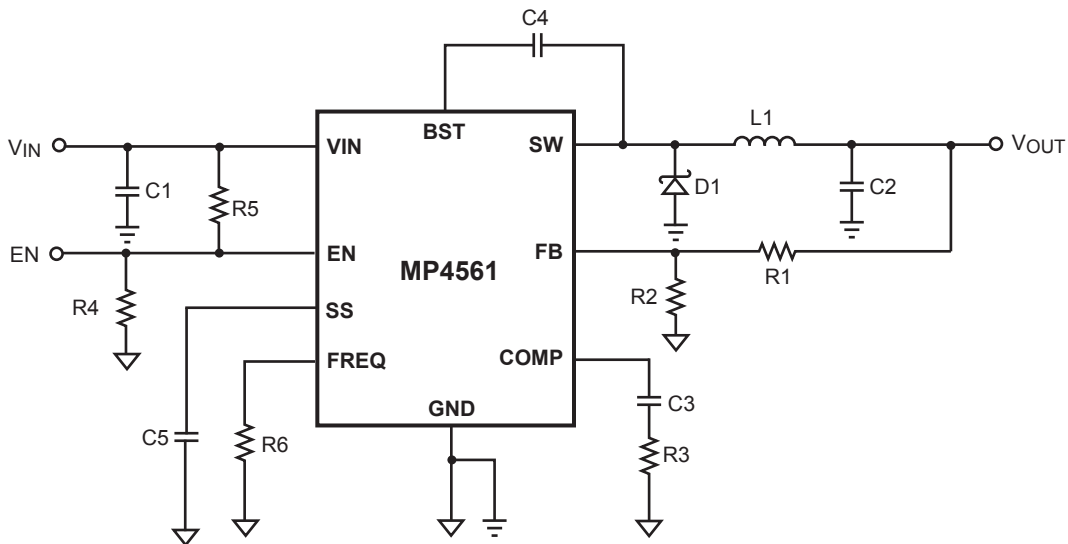 C4
BST
L1
VIN
VIN
SW
VOUT
C1
R5
D1
C2
EN
EN
FB
MP4561
R1
R4
R2
SS
FREQ
COMP
GND
C3
C5
R6
R3